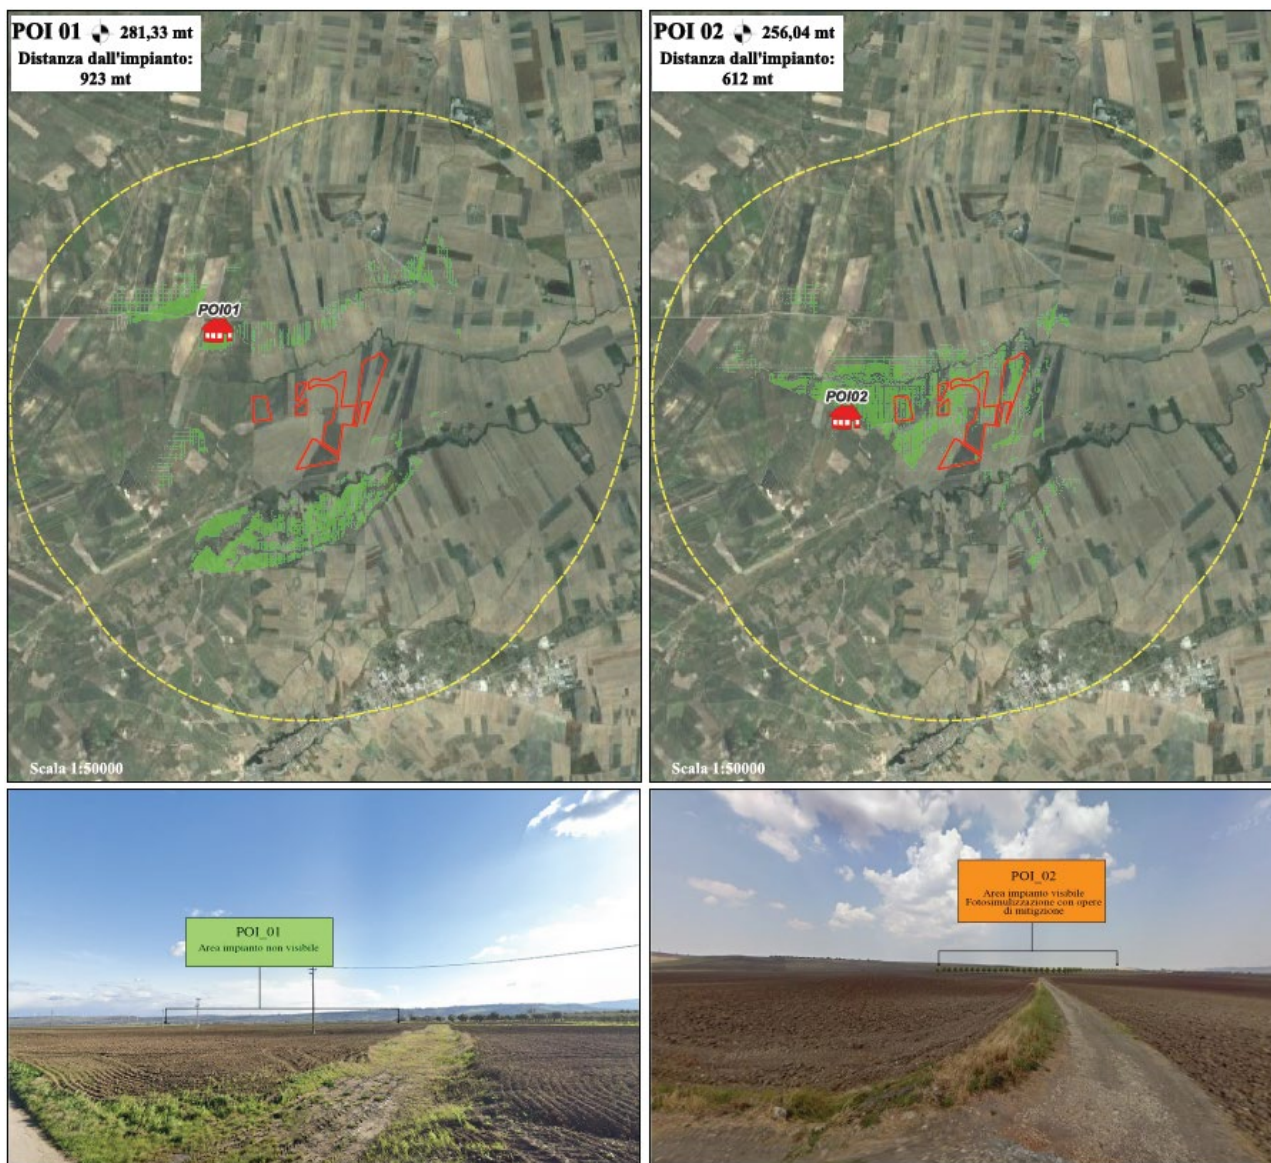 POI 01 281,33 mt
Distanza dall'impianto:
923 mt
POI01
Scala 1:50000
POI 02 256,04 mt
Distanza dall'impianto:
612 mt
POI02
Scala 1:50000
POI_01
Area impianto non visibile
POI_02
Area impianto visibile
Fotosimulizzazione con opere
di mitigzione